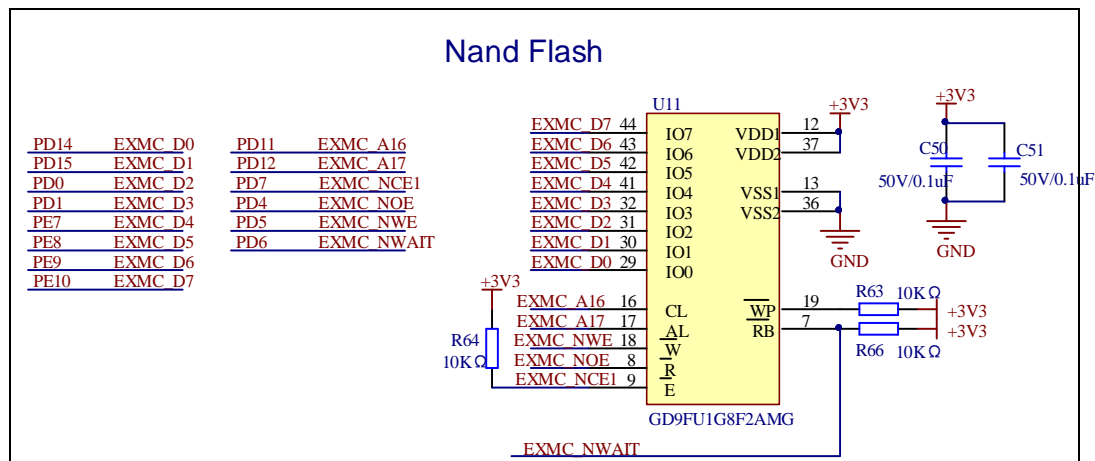 Nand Flash
PD14 EXMC_D0
PD15 EXMC_D1
PD0 EXMC_D2
PD1 EXMC_D3
PE7 EXMC_D4
PE8 EXMC_D5
PE9 EXMC_D6
PE10 EXMC_D7
PD11 EXMC_A16
PD12 EXMC_A17
PD7 EXMC_NCE1
PD4 EXMC_NOE
PD5 EXMC_NWE
PD6 EXMC_NWAIT
U11
EXMC_D7 44 IO7
EXMC_D6 43 IO6
EXMC_D5 42 IO5
EXMC_D4 41 IO4
EXMC_D3 32 IO3
EXMC_D2 31 IO2
EXMC_D1 30 IO1
EXMC_D0 29 IO0
EXMC_A16 16 CL
EXMC_A17 17 AL
EXMC_NWE 18 W
EXMC_NOE 8 R
EXMC_NCE1 9 E
+3V3
R64
10KΩ
VDD1 12
VDD2 37
+3V3
VSS1 13
VSS2 36
GND
WP 19 R63 10KΩ +3V3
RB 7 R66 10KΩ +3V3
GD9FU1G8F2AMG
EXMC_NWAIT
+3V3
C50
50V/0.1uF
C51
50V/0.1uF
GND